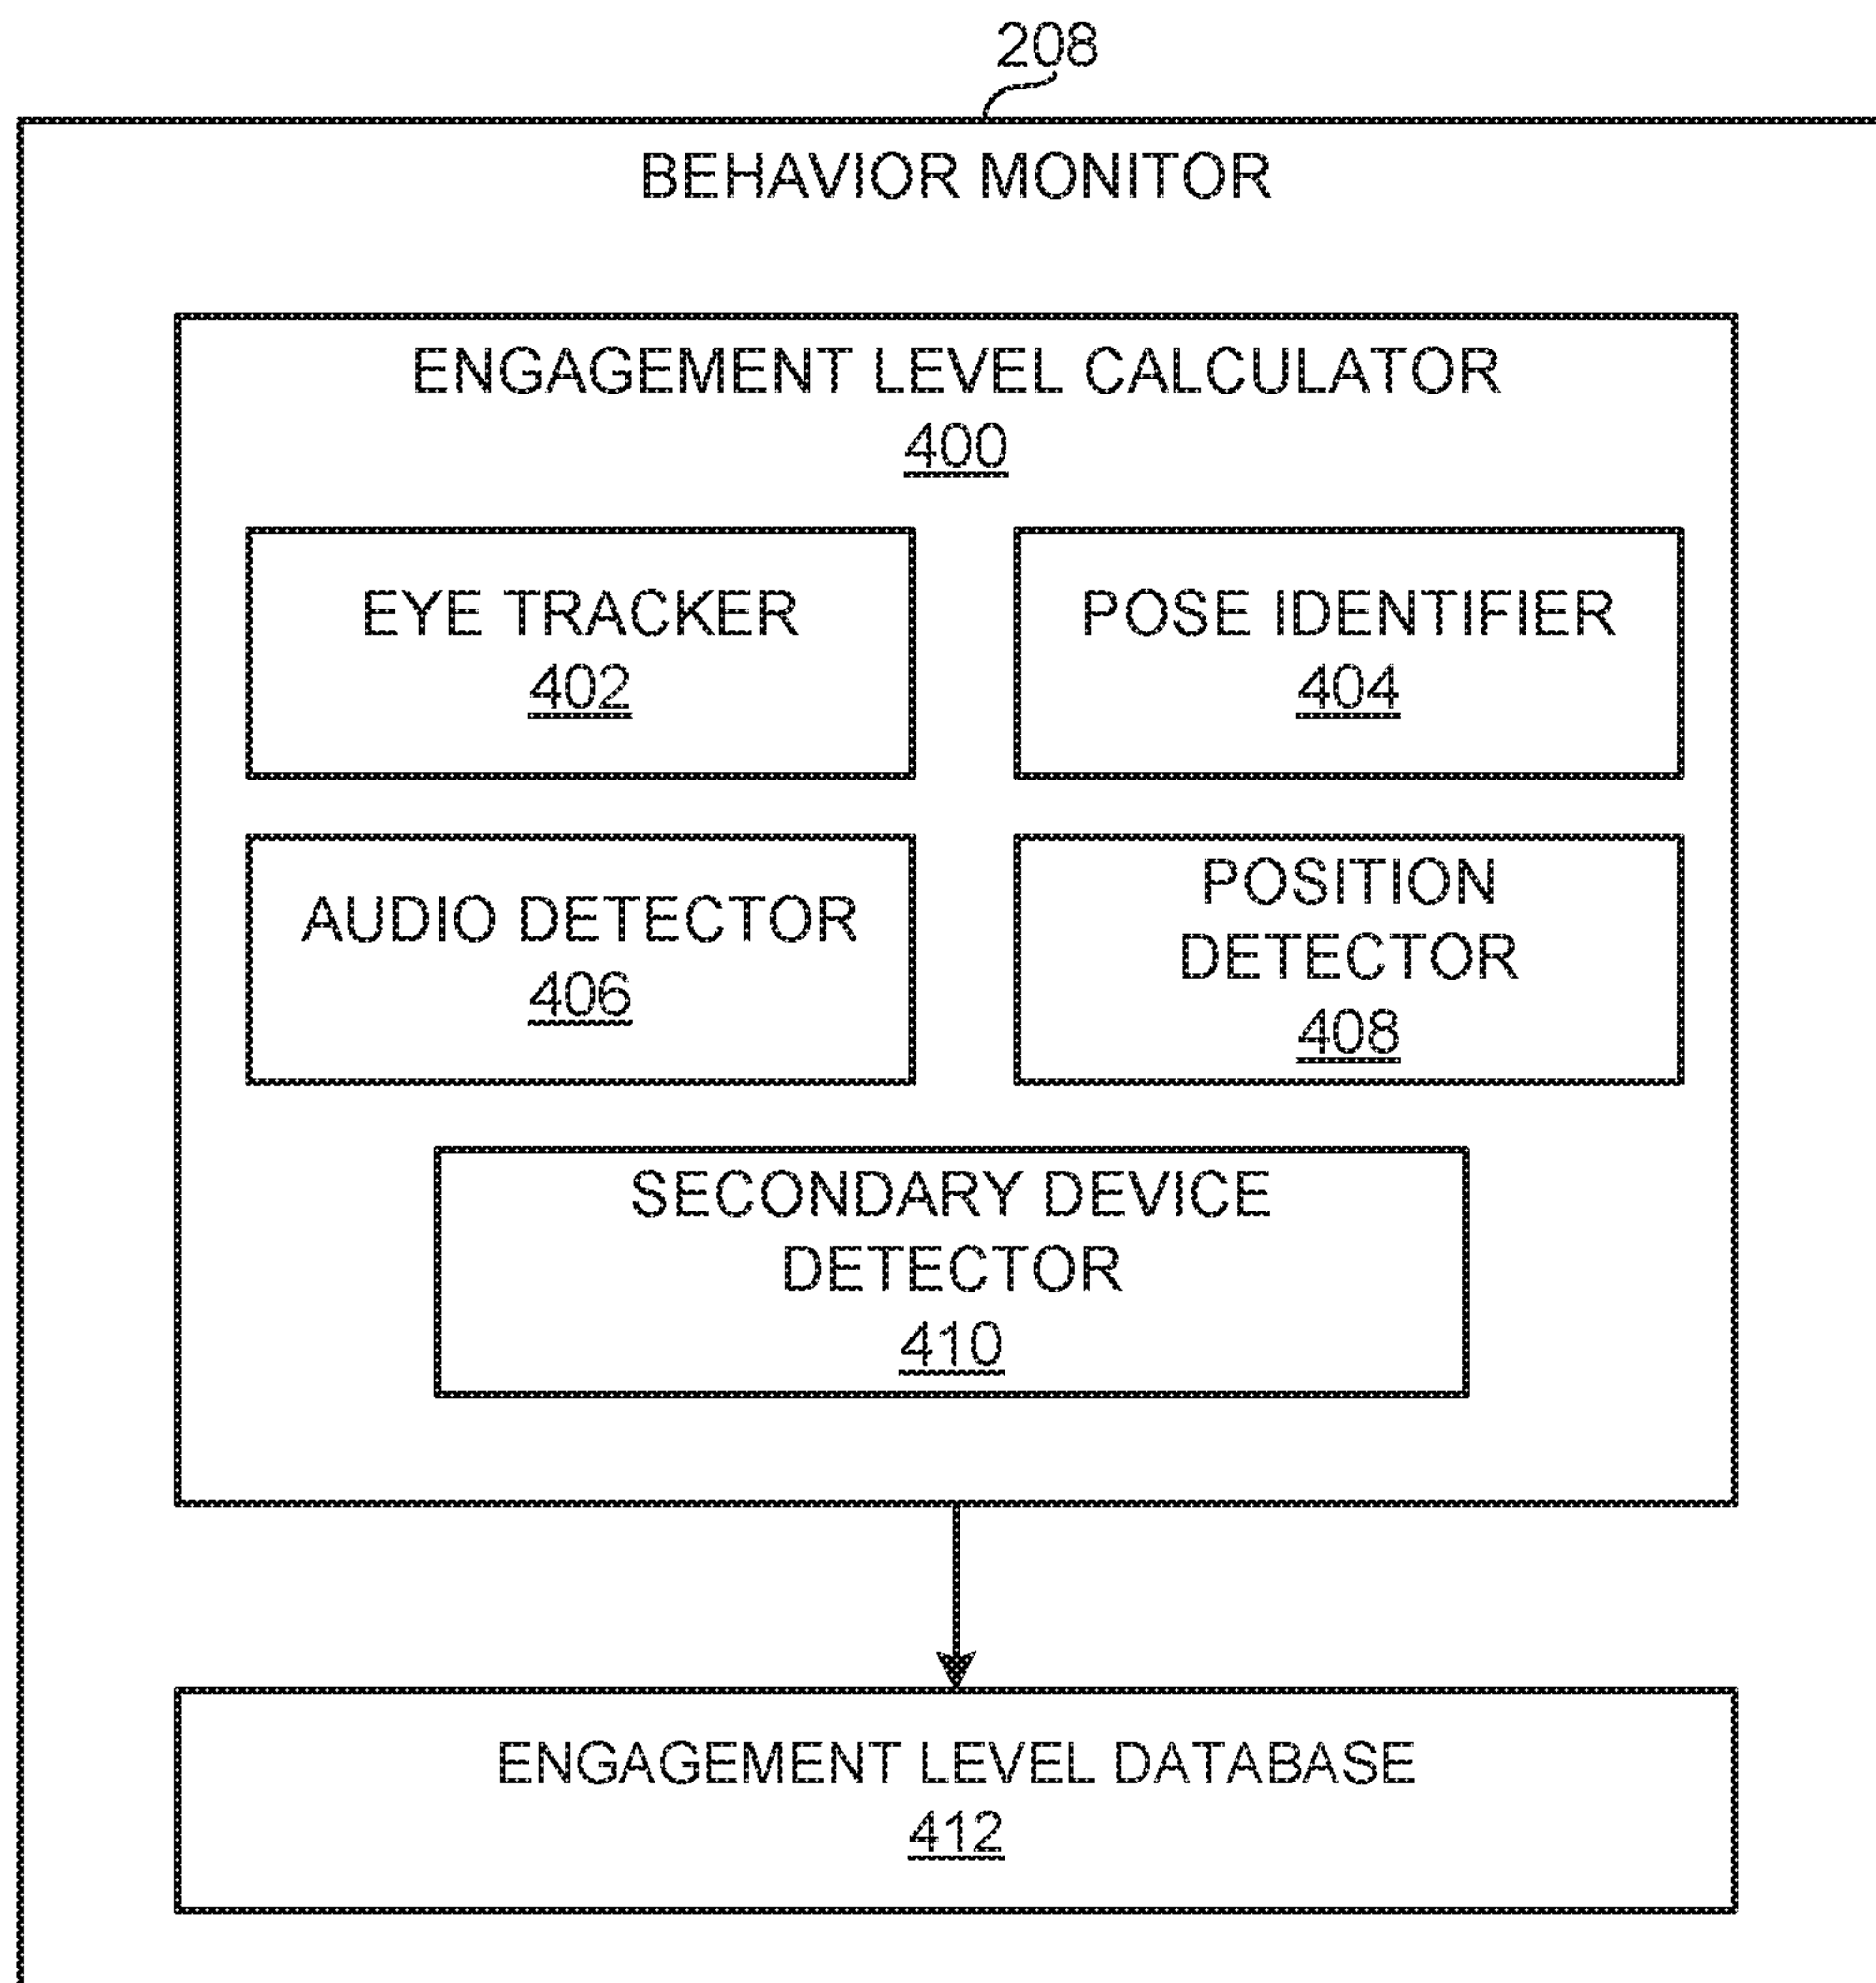 208
BEHAVIOR MONITOR
ENGAGEMENT LEVEL CALCULATOR
400
EYE TRACKER
402
POSE IDENTIFIER
404
AUDIO DETECTOR
406
POSITION
DETECTOR
408
SECONDARY DEVICE
DETECTOR
410
ENGAGEMENT LEVEL DATABASE
412